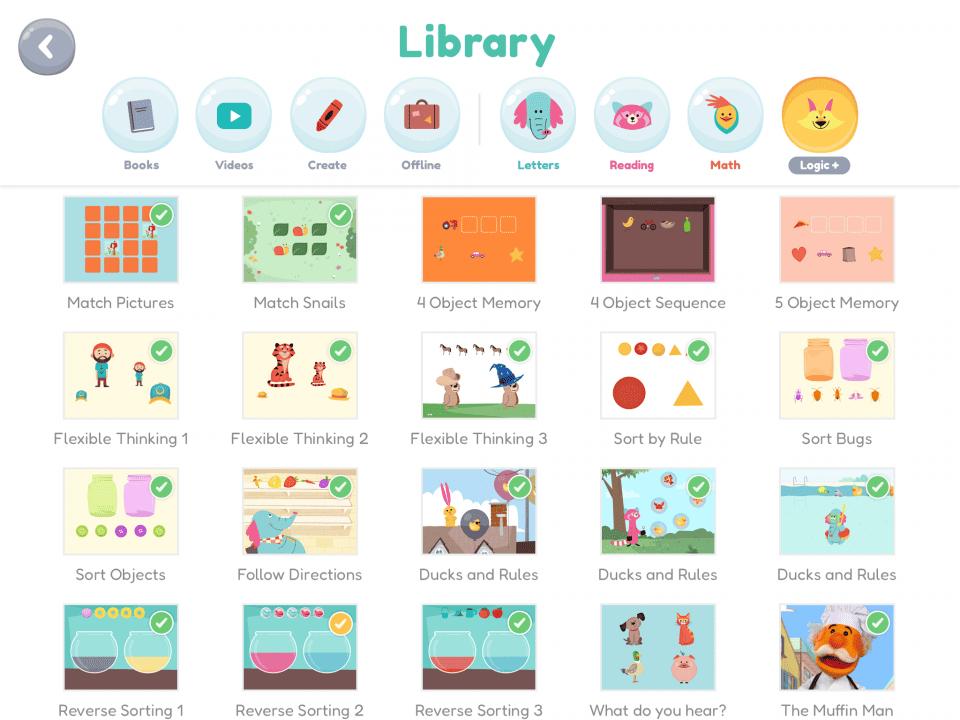 Library
Books Videos Create Offline Letters Reading Math Logic +
Match Pictures Match Snails 4 Object Memory 4 Object Sequence 5 Object Memory
Flexible Thinking 1 Flexible Thinking 2 Flexible Thinking 3 Sort by Rule Sort Bugs
Sort Objects Follow Directions Ducks and Rules Ducks and Rules Ducks and Rules
Reverse Sorting 1 Reverse Sorting 2 Reverse Sorting 3 What do you hear? The Muffin Man